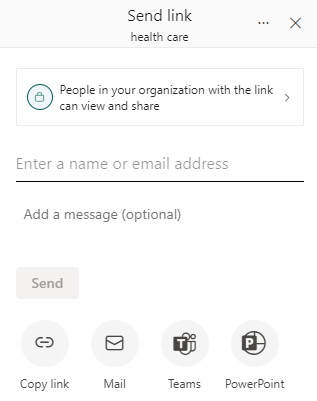 Send link
health care
People in your organization with the link
can view and share
Enter a name or email address
Add a message (optional)
Send
Copy link
Mail
Teams
PowerPoint